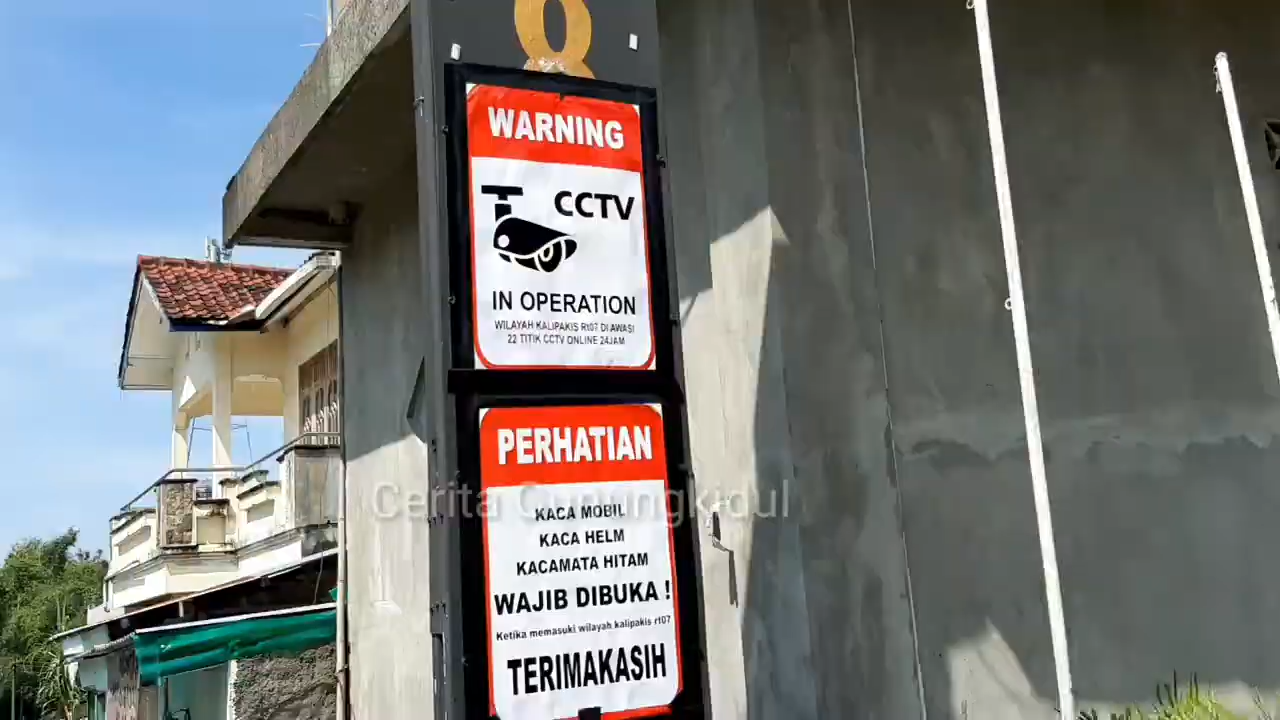 WARNING
CCTV
IN OPERATION
WILAYAH KALIPAKIS Rt07 DI AWASI
22 TITIK CCTV ONLINE 24JAM
PERHATIAN
Cerita Gunungkidul
KACA MOBIL
KACA HELM
KACAMATA HITAM
WAJIB DIBUKA !
Ketika memasuki wilayah kalipakis rt07
TERIMAKASIH